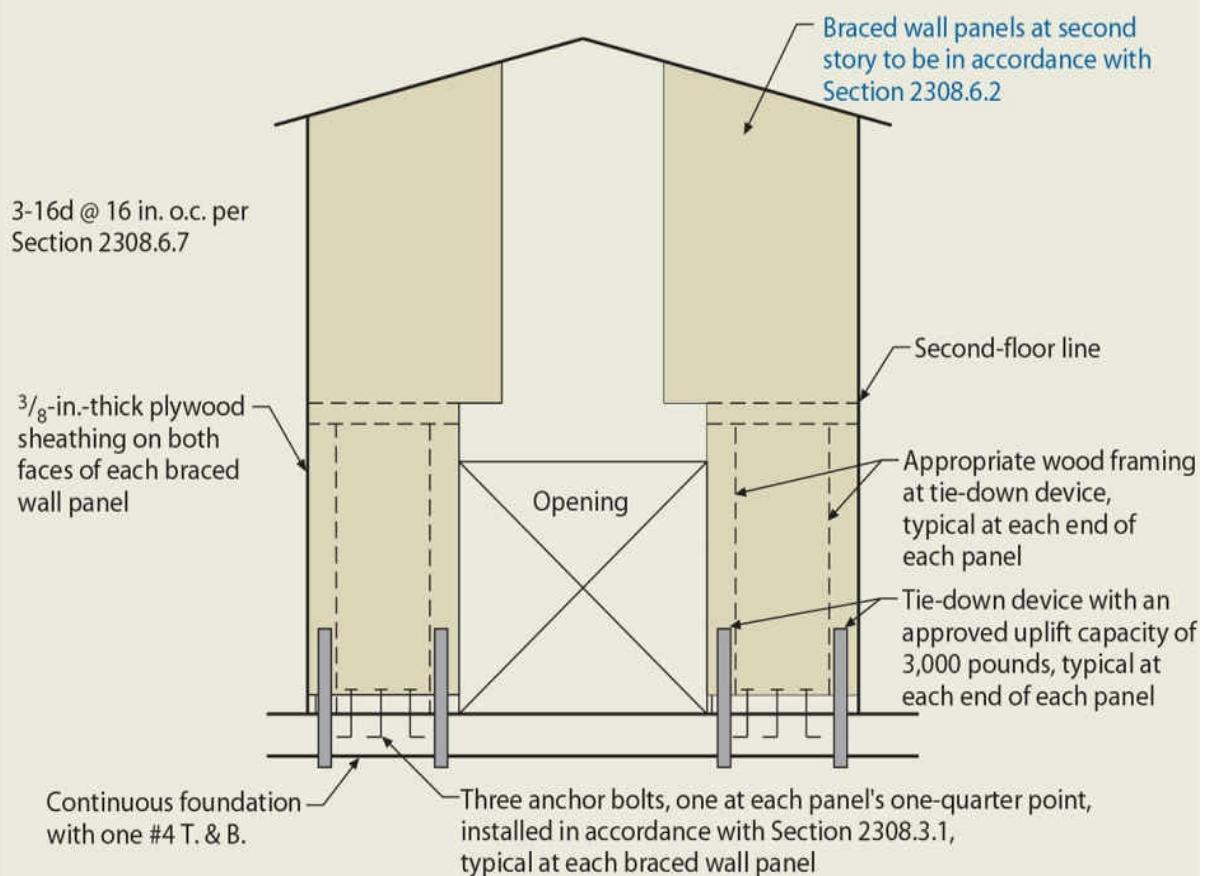 Braced wall panels at second
story to be in accordance with
Section 2308.6.2
3-16d @ 16 in. o.c. per
Section 2308.6.7
Second-floor line
3/8-in.-thick plywood
sheathing on both
faces of each braced
wall panel
Opening
Appropriate wood framing
at tie-down device,
typical at each end of
each panel
Tie-down device with an
approved uplift capacity of
3,000 pounds, typical at
each end of each panel
Continuous foundation
with one #4 T. & B.
Three anchor bolts, one at each panel's one-quarter point,
installed in accordance with Section 2308.3.1,
typical at each braced wall panel